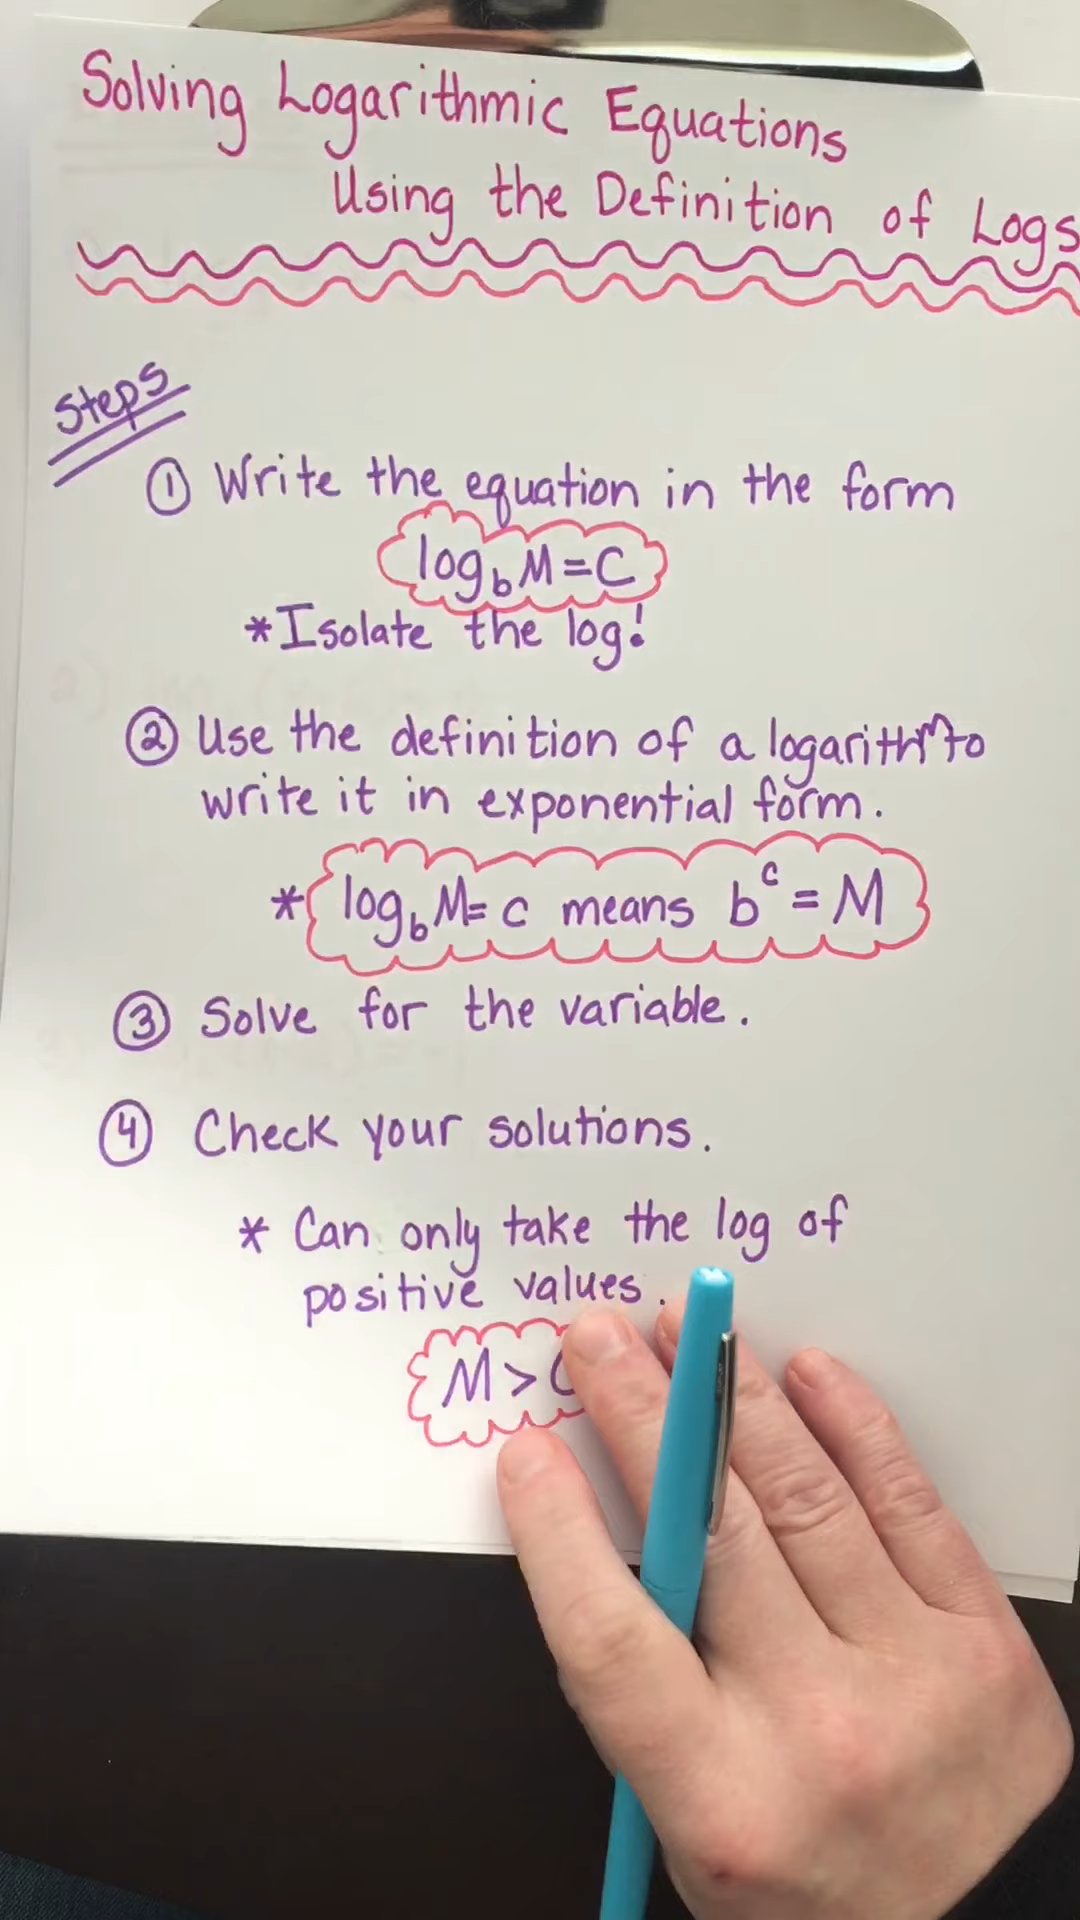 Solving Logarithmic Equations
Using the Definition of Logs
Steps
① Write the equation in the form
log_b M = C
*Isolate the log!
② Use the definition of a logarithm to
write it in exponential form.
* log_b M = c means b^c = M
③ Solve for the variable.
④ Check your solutions.
* Can only take the log of
positive values.
M >